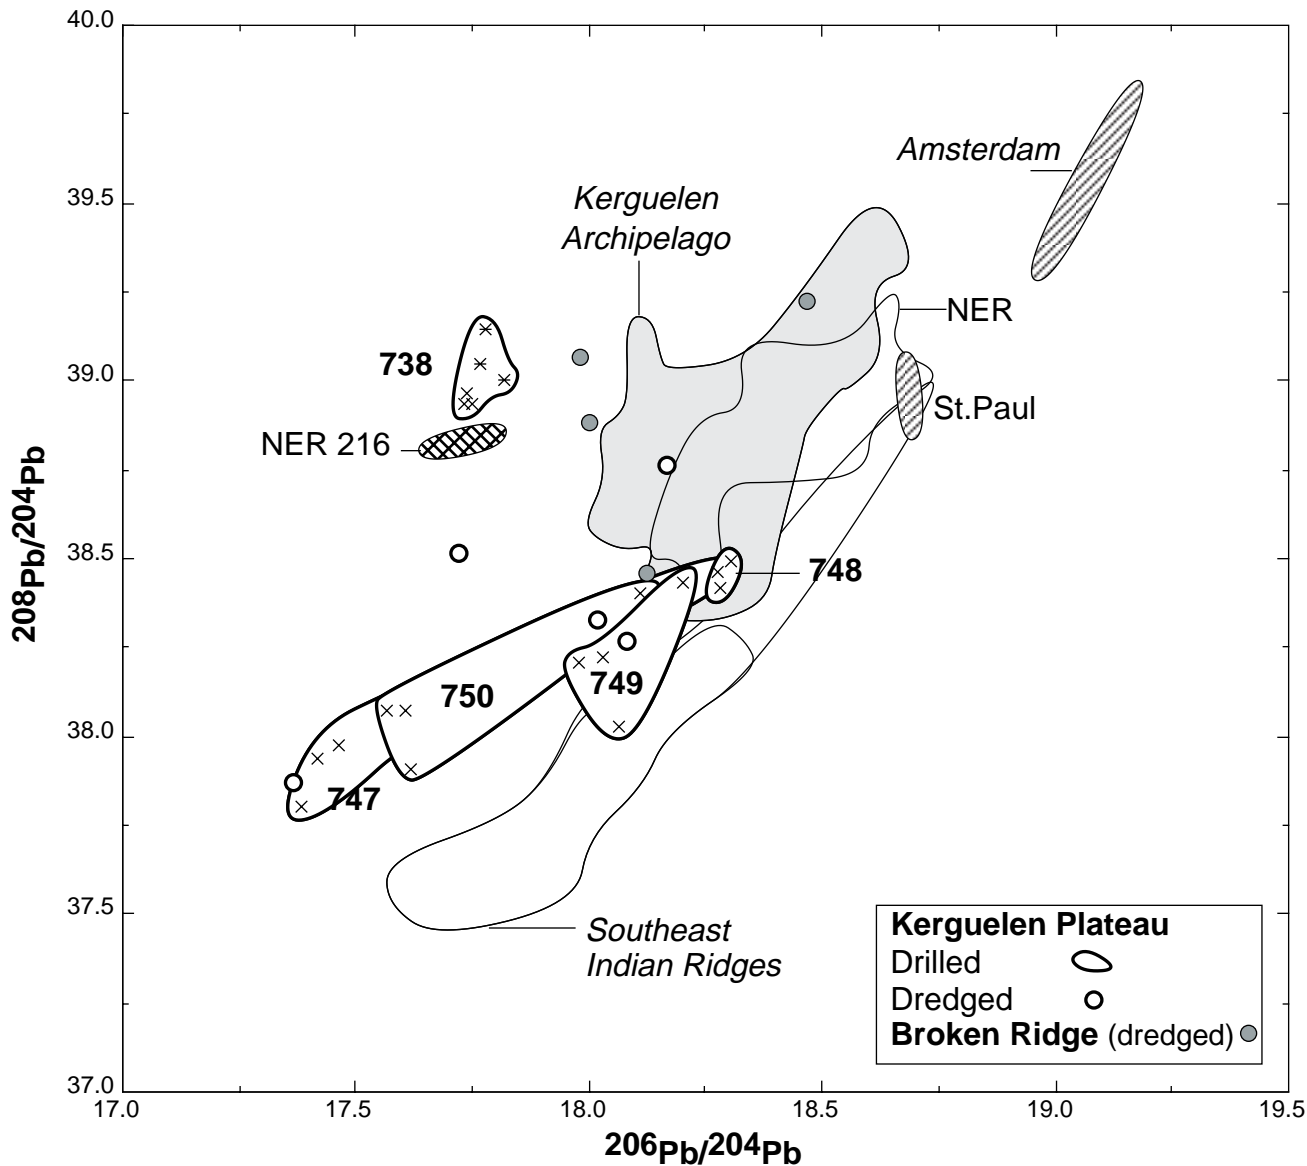 40.0
39.5
39.0
38.5
38.0
37.5
37.0
208Pb/204Pb
Amsterdam
Kerguelen
Archipelago
NER
738
St.Paul
NER 216
748
749
750
747
Southeast
Indian Ridges
Kerguelen Plateau
Drilled
Dredged
Broken Ridge (dredged)
17.0 17.5 18.0 18.5 19.0 19.5
206Pb/204Pb